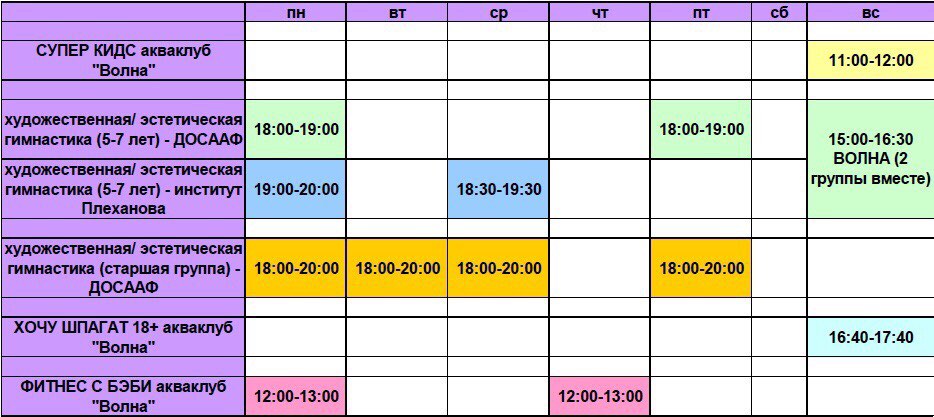 пн вт ср чт пт сб вс
СУПЕР КИДС акваклуб
"Волна"
11:00-12:00
художественная/ эстетическая
гимнастика (5-7 лет) - ДОСААФ
18:00-19:00 18:00-19:00
15:00-16:30
ВОЛНА (2
группы вместе)
художественная/ эстетическая
гимнастика (5-7 лет) - институт
Плеханова
19:00-20:00 18:30-19:30
художественная/ эстетическая
гимнастика (старшая группа) -
ДОСААФ
18:00-20:00 18:00-20:00 18:00-20:00 18:00-20:00
ХОЧУ ШПАГАТ 18+ акваклуб
"Волна"
16:40-17:40
ФИТНЕС С БЭБИ акваклуб
"Волна"
12:00-13:00 12:00-13:00